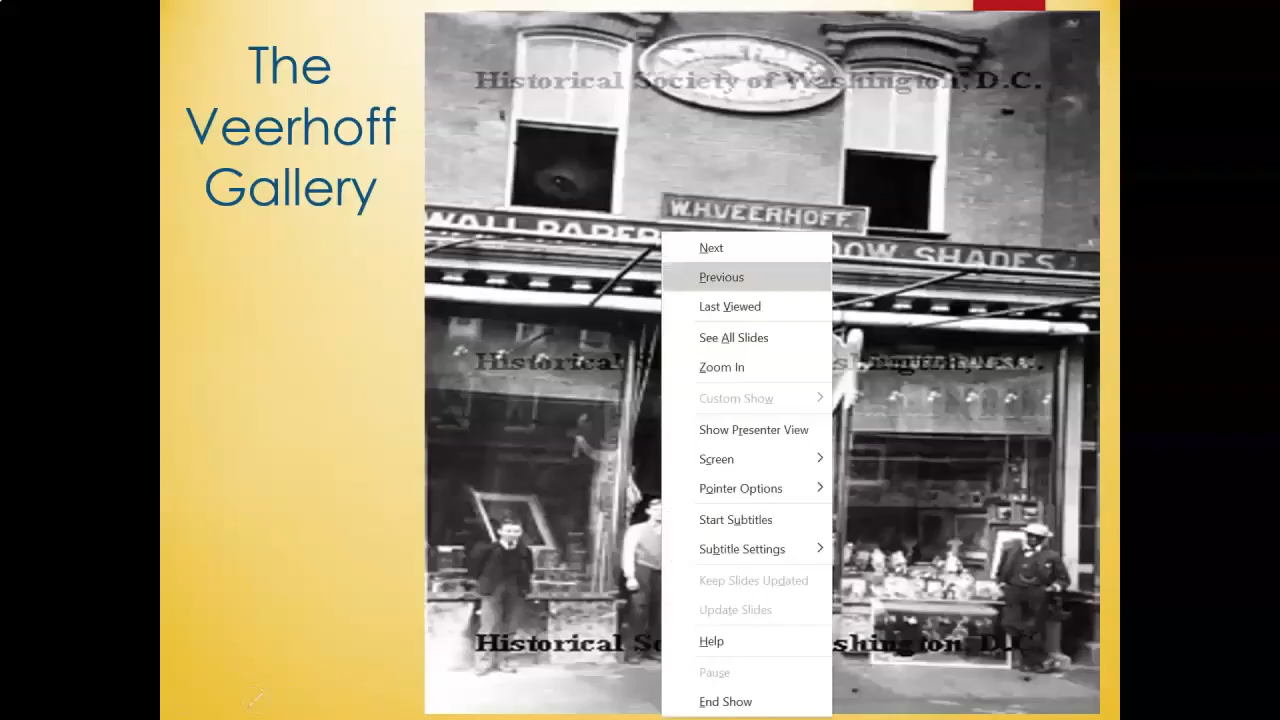 The
Veerhoff
Gallery
Historical Society of Washington, D.C.
W.H.VEERHOFF.
WALL PAPER
DOW SHADES
Next
Previous
Last Viewed
See All Slides
Zoom In
Custom Show
Show Presenter View
Screen
Pointer Options
Start Subtitles
Subtitle Settings
Keep Slides Updated
Update Slides
Help
Pause
End Show
Historical
Historical